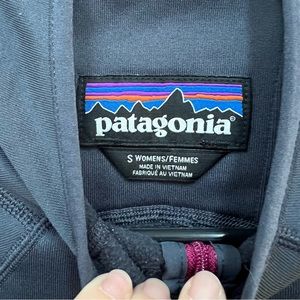 patagonia®
S WOMENS/FEMMES
MADE IN VIETNAM
FABRIQUÉ AU VIETNAM